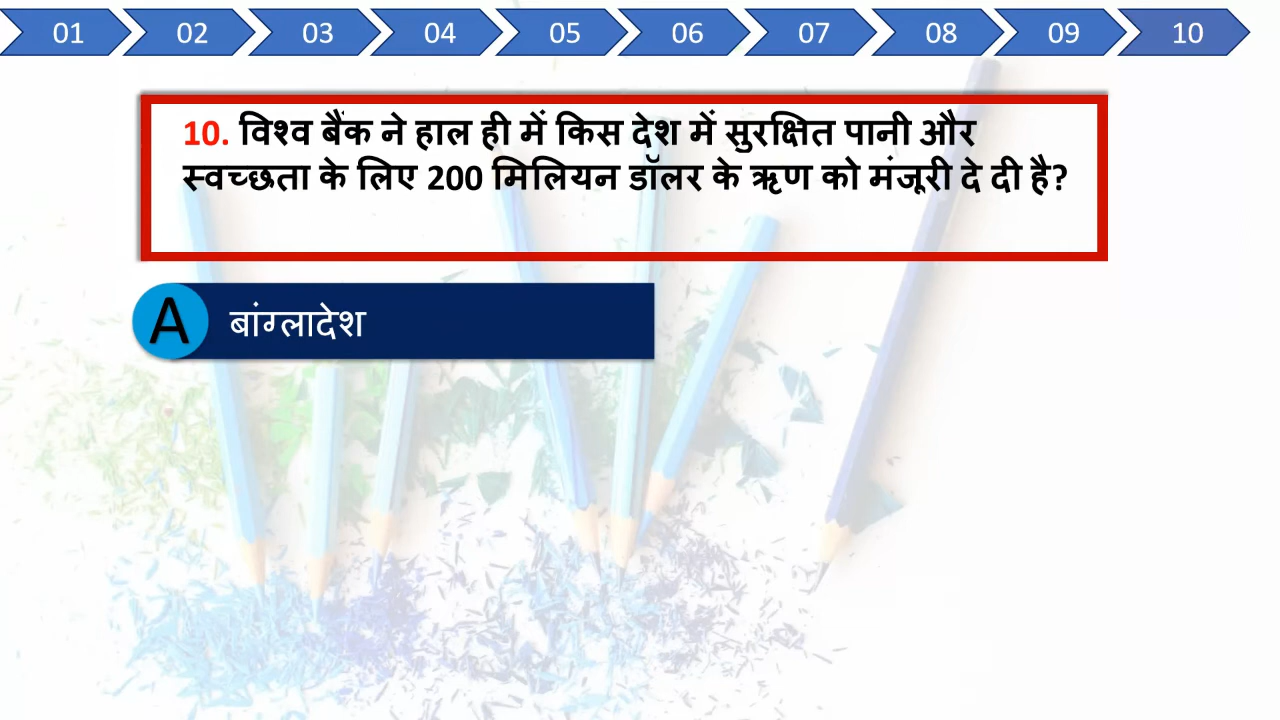 01 02 03 04 05 06 07 08 09 10
10. विश्व बैंक ने हाल ही में किस देश में सुरक्षित पानी और
स्वच्छता के लिए 200 मिलियन डॉलर के ऋण को मंजूरी दे दी है?
A बांग्लादेश